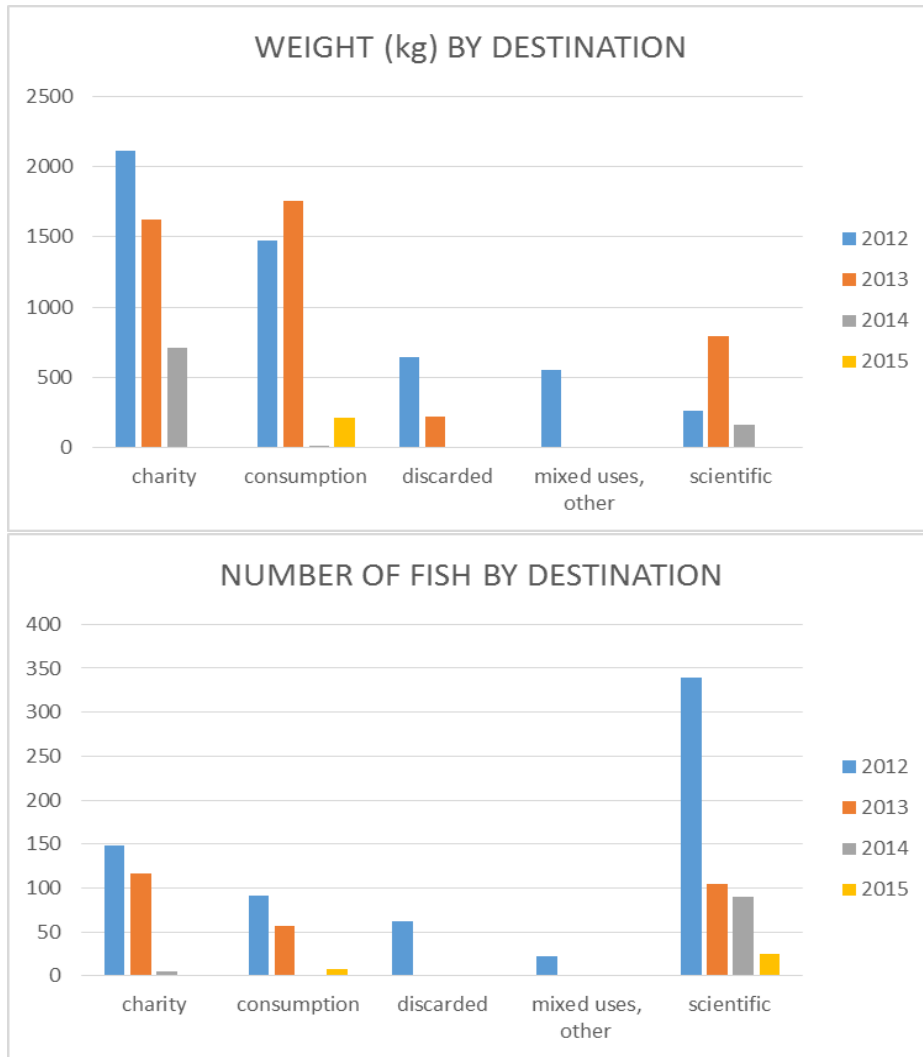 WEIGHT (kg) BY DESTINATION
2500
2000
1500
1000
500
0
charity
consumption
discarded
mixed uses,
other
scientific
2012
2013
2014
2015
NUMBER OF FISH BY DESTINATION
400
350
300
250
200
150
100
50
0
charity
consumption
discarded
mixed uses,
other
scientific
2012
2013
2014
2015